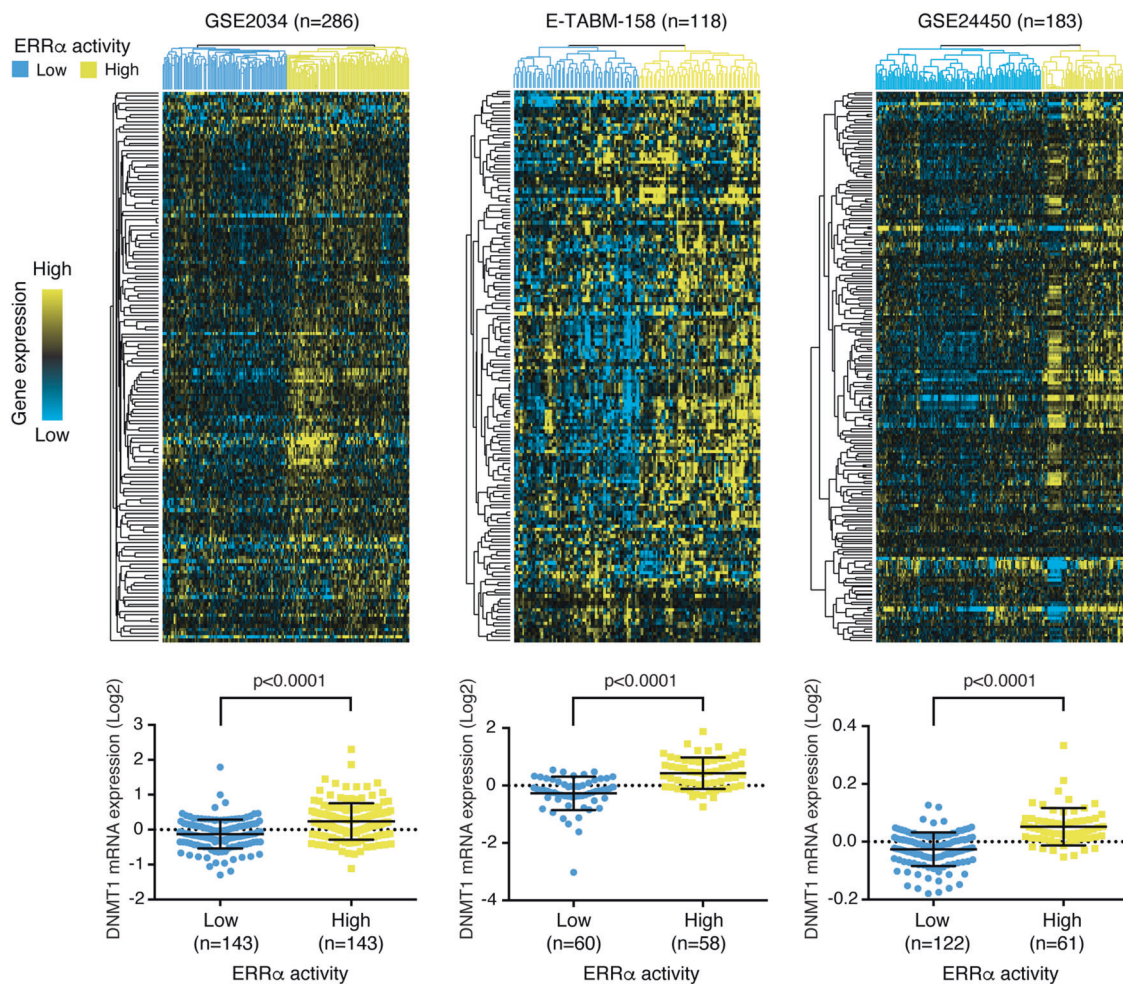 GSE2034 (n=286)
E-TABM-158 (n=118)
GSE24450 (n=183)
ERRα activity
Low High
High
Gene expression
Low
p<0.0001
DNMT1 mRNA expression (Log2)
3
2
1
0
-1
-2
Low
(n=143)
High
(n=143)
ERRα activity
p<0.0001
DNMT1 mRNA expression (Log2)
2
0
-2
-4
Low
(n=60)
High
(n=58)
ERRα activity
p<0.0001
DNMT1 mRNA expression (Log2)
0.4
0.2
0.0
-0.2
Low
(n=122)
High
(n=61)
ERRα activity